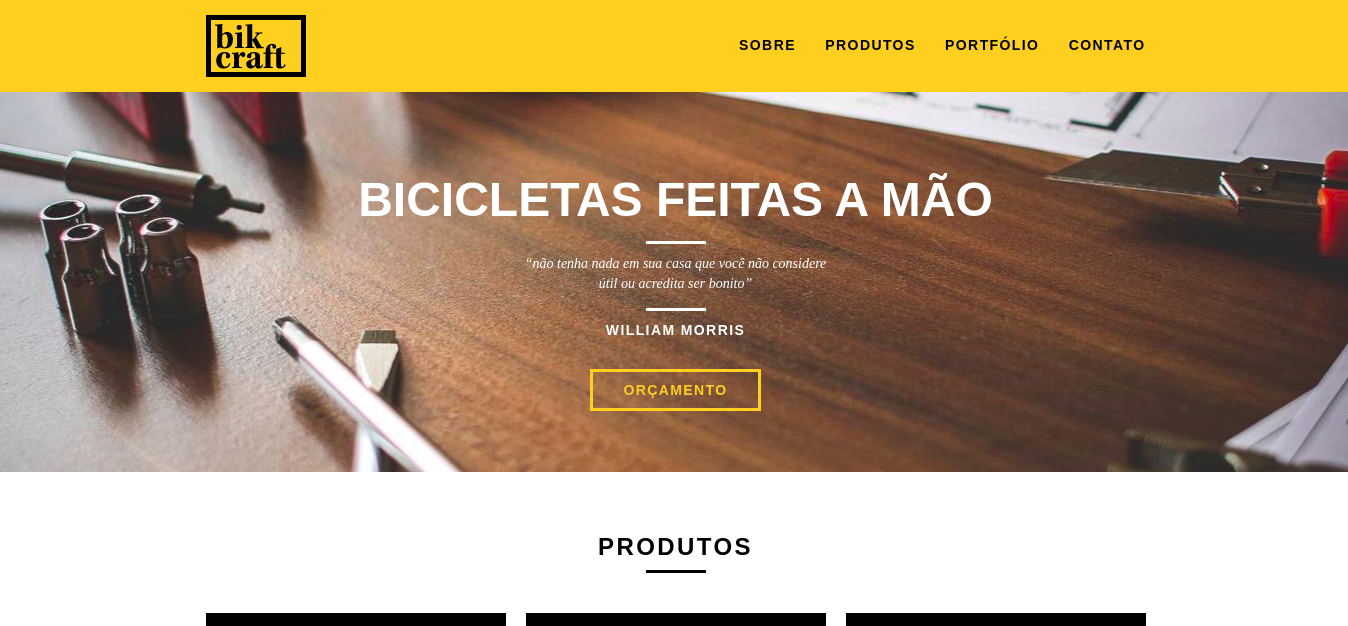 bik
craft
SOBRE PRODUTOS PORTFÓLIO CONTATO
BICICLETAS FEITAS A MÃO
“não tenha nada em sua casa que você não considere
útil ou acredita ser bonito”
WILLIAM MORRIS
ORÇAMENTO
PRODUTOS